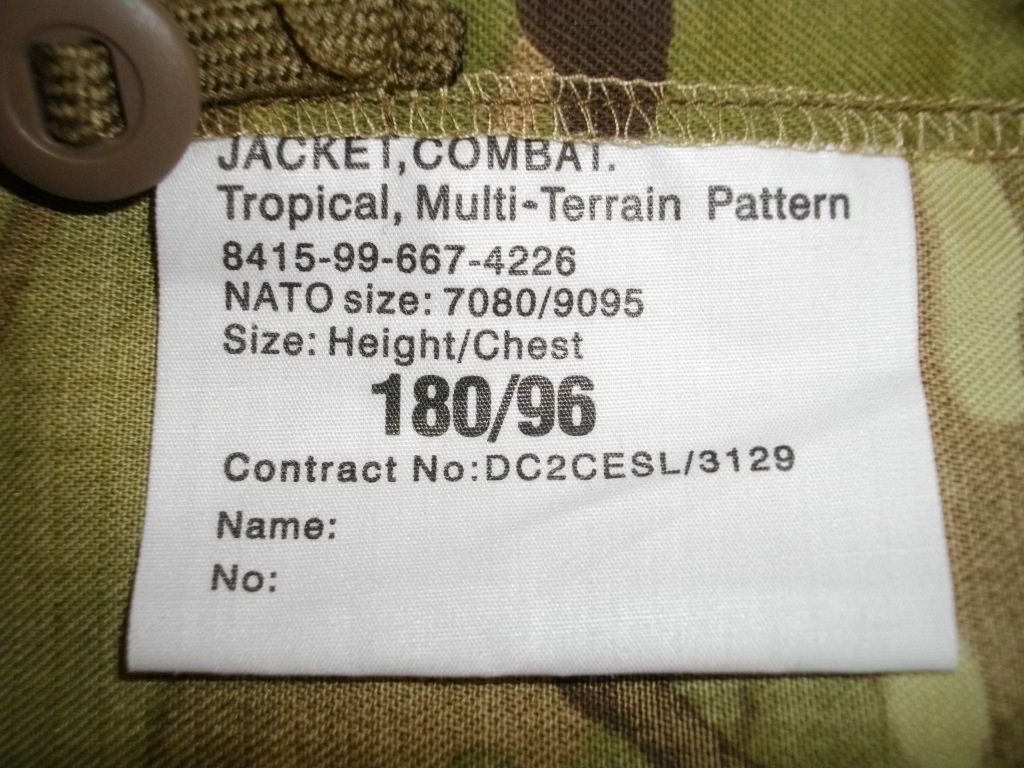 JACKET,COMBAT.
Tropical, Multi-Terrain Pattern
8415-99-667-4226
NATO size: 7080/9095
Size: Height/Chest
180/96
Contract No:DC2CESL/3129
Name:
No: